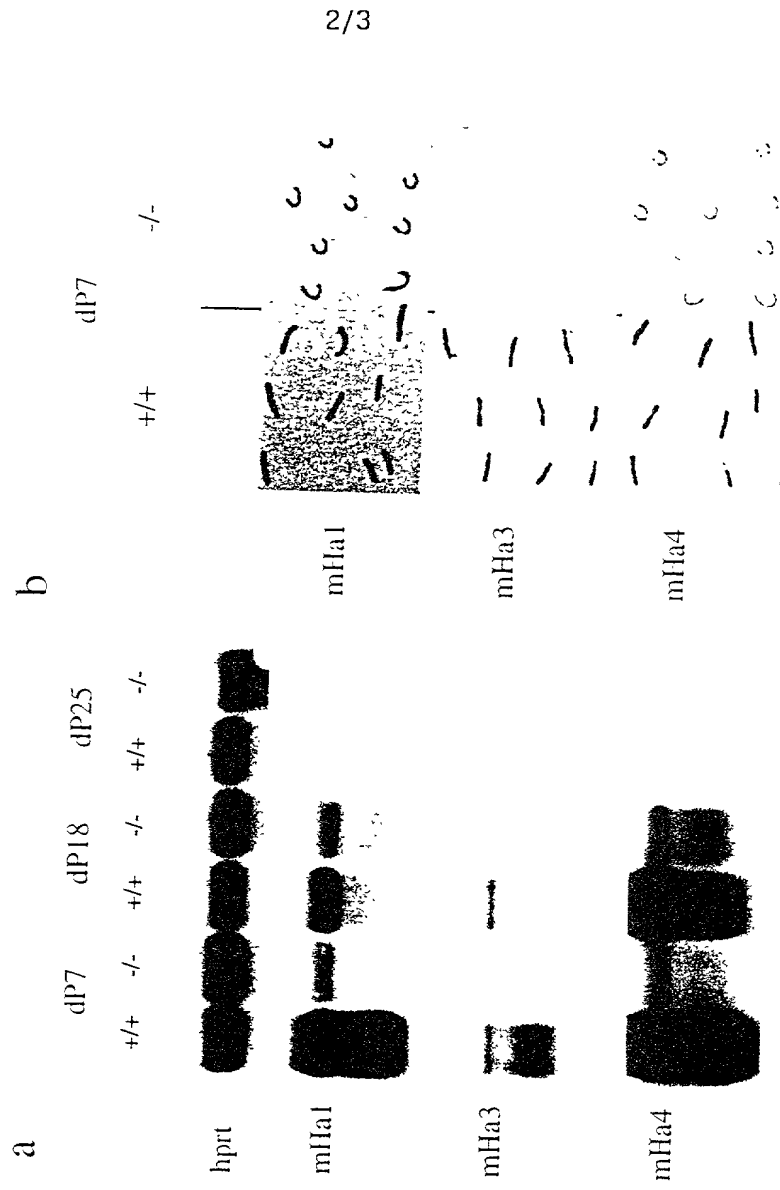 2/3
a
dP7 dP18 dP25
+/+ -/- +/+ -/- +/+ -/-
hprt
mHa1
mHa3
mHa4
b
dP7
+/+ -/-
mHa1
mHa3
mHa4